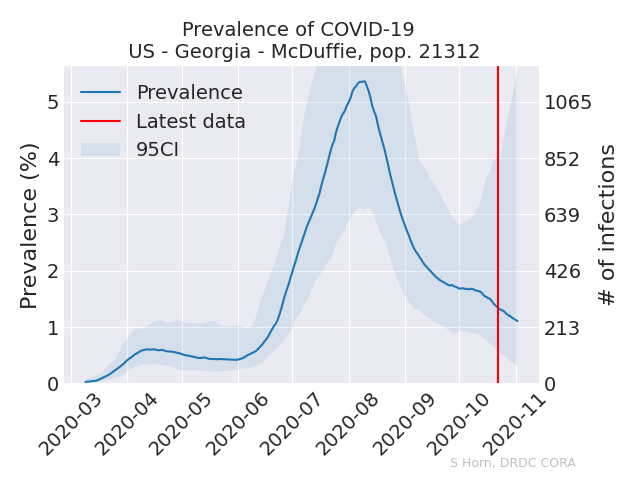 Prevalence of COVID-19
US - Georgia - McDuffie, pop. 21312
Prevalence
Latest data
95CI
Prevalence (%)
5
4
3
2
1
0
1065
852
639
426
213
0
# of infections
2020-03
2020-04
2020-05
2020-06
2020-07
2020-08
2020-09
2020-10
2020-11
S Horn, DRDC CORA